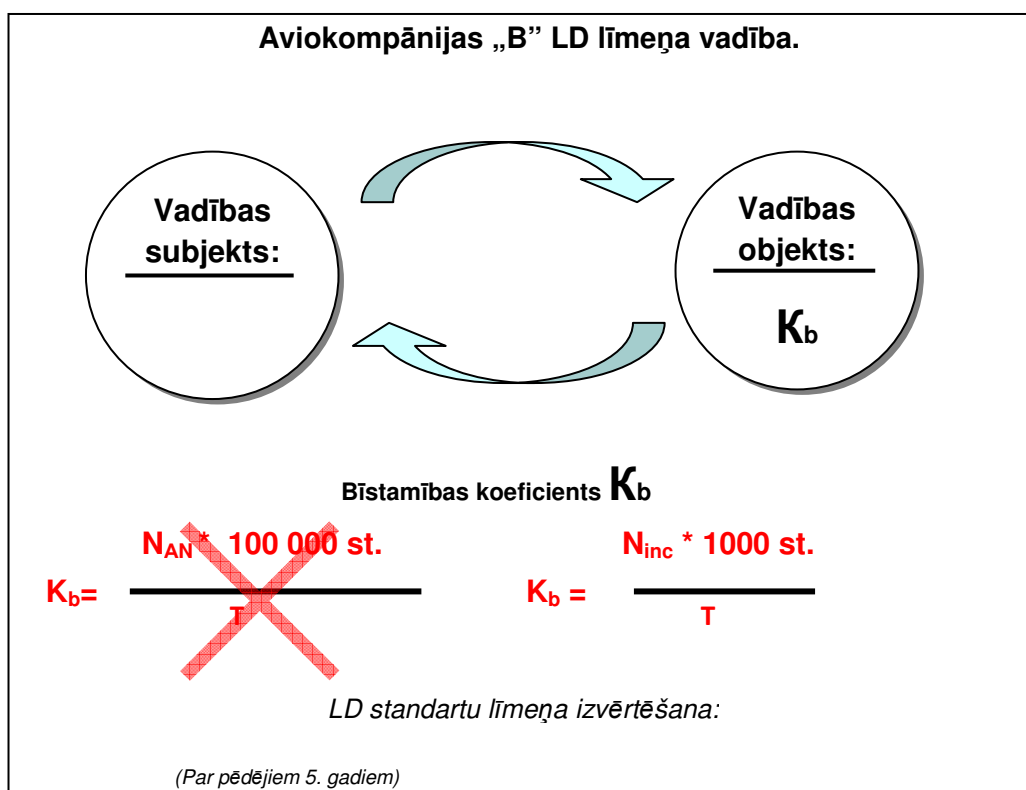 Aviokompānijas „B” LD līmeņa vadība.
Vadības
subjekts:
Vadības
objekts:
Kb
Bīstamības koeficients Kb
NAN * 100 000 st.
Kb=
T
Ninc * 1000 st.
Kb =
T
LD standartu līmeņa izvērtēšana:
(Par pēdējiem 5. gadiem)